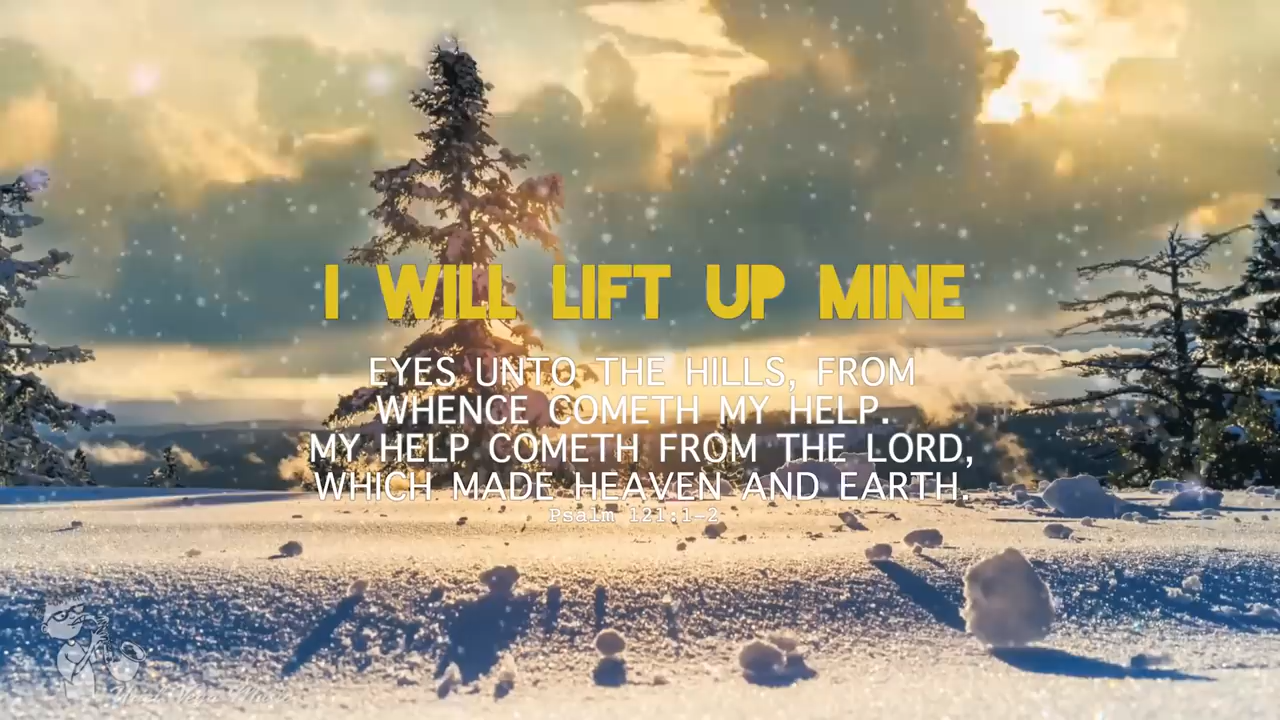 I WILL LIFT UP MINE
EYES UNTO THE HILLS, FROM
WHENCE COMETH MY HELP.
MY HELP COMETH FROM THE LORD,
WHICH MADE HEAVEN AND EARTH.
Psalm 121:1-2